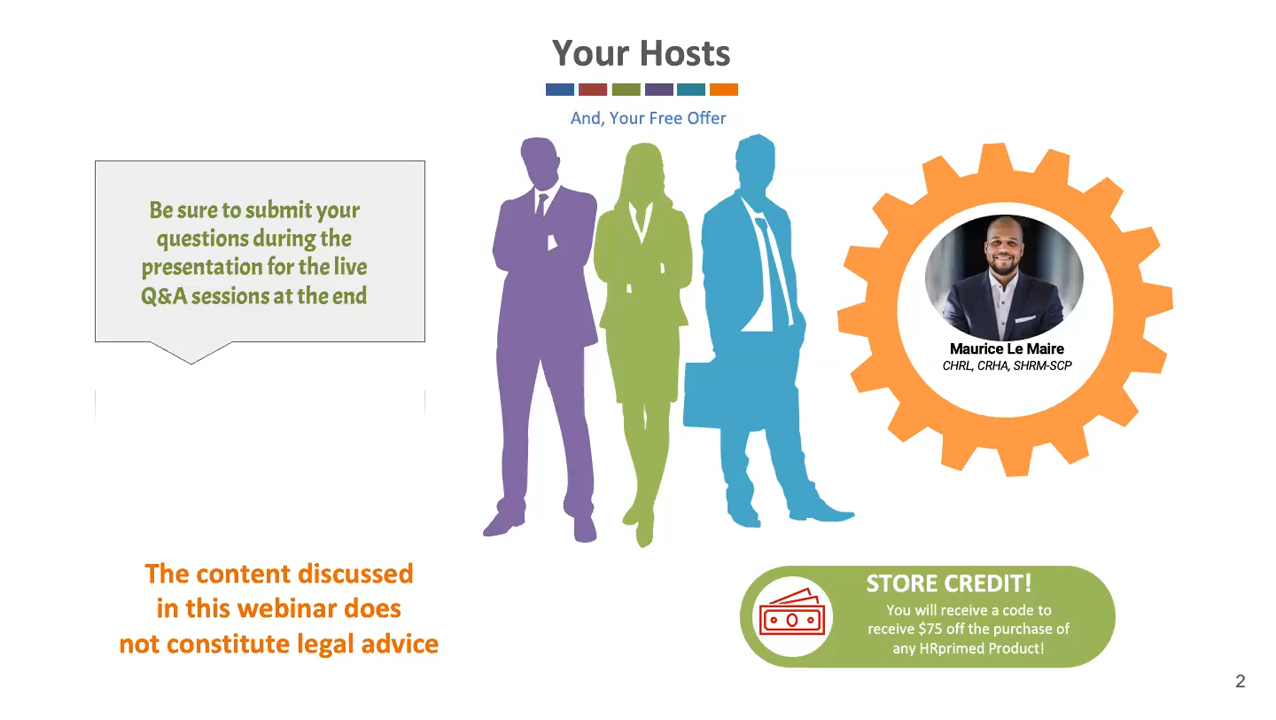 Your Hosts
And, Your Free Offer
Be sure to submit your
questions during the
presentation for the live
Q&A sessions at the end
Maurice Le Maire
CHRL, CRHA, SHRM-SCP
The content discussed
in this webinar does
not constitute legal advice
STORE CREDIT!
You will receive a code to
receive $75 off the purchase of
any HRprimed Product!
2